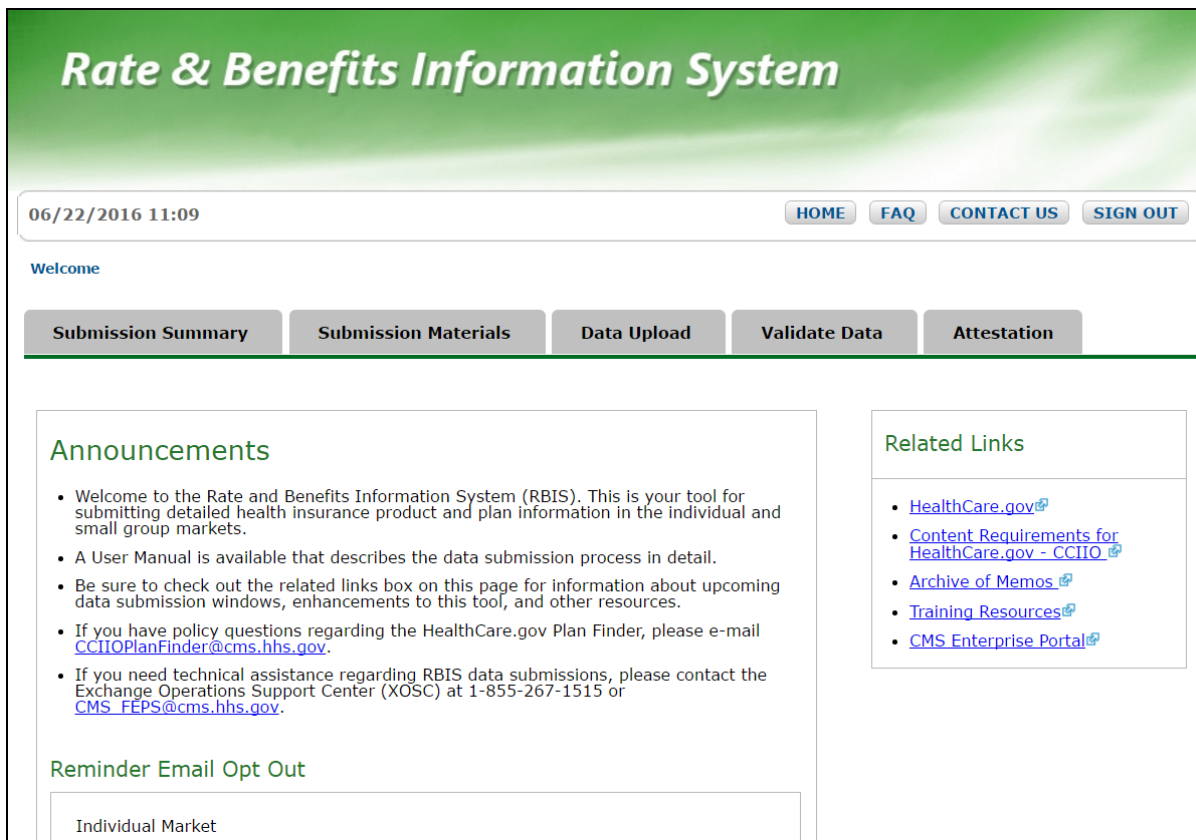 Rate & Benefits Information System
06/22/2016 11:09
HOME
FAQ
CONTACT US
SIGN OUT
Welcome
Submission Summary
Submission Materials
Data Upload
Validate Data
Attestation
Announcements
• Welcome to the Rate and Benefits Information System (RBIS). This is your tool for
submitting detailed health insurance product and plan information in the individual and
small group markets.
• A User Manual is available that describes the data submission process in detail.
• Be sure to check out the related links box on this page for information about upcoming
data submission windows, enhancements to this tool, and other resources.
• If you have policy questions regarding the HealthCare.gov Plan Finder, please e-mail
CCIIOPlanFinder@cms.hhs.gov.
• If you need technical assistance regarding RBIS data submissions, please contact the
Exchange Operations Support Center (XOSC) at 1-855-267-1515 or
CMS_FEPS@cms.hhs.gov.
Reminder Email Opt Out
Individual Market
Related Links
• HealthCare.gov
• Content Requirements for
HealthCare.gov - CCIIO
• Archive of Memos
• Training Resources
• CMS Enterprise Portal